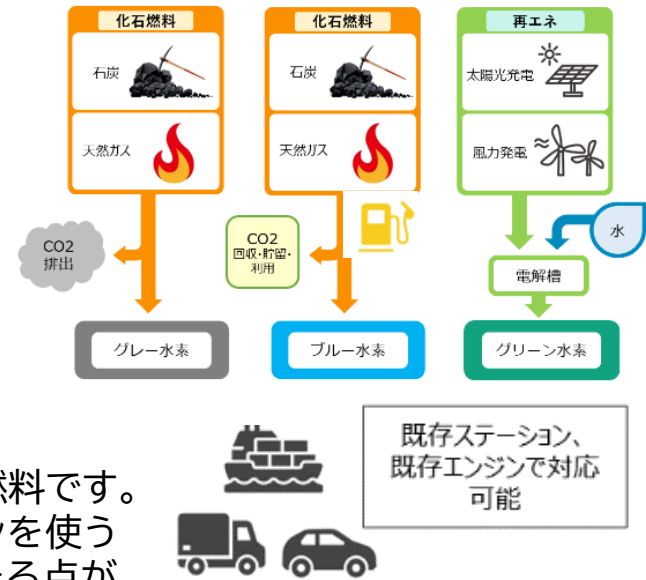 化石燃料
石炭
天然ガス
CO2
排出
グレー水素
化石燃料
石炭
天然ガス
CO2
回収・貯留・
利用
ブルー水素
再エネ
太陽光発電
風力発電
水
電解槽
グリーン水素
既存ステーション、
既存エンジンで対応
可能
燃料です。
を使う
る点が